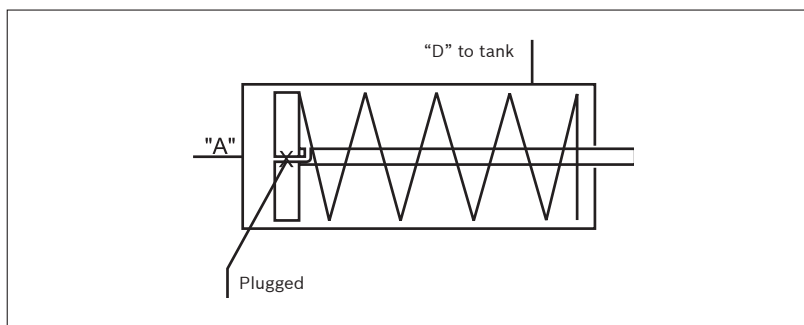 “D” to tank
"A"
Plugged